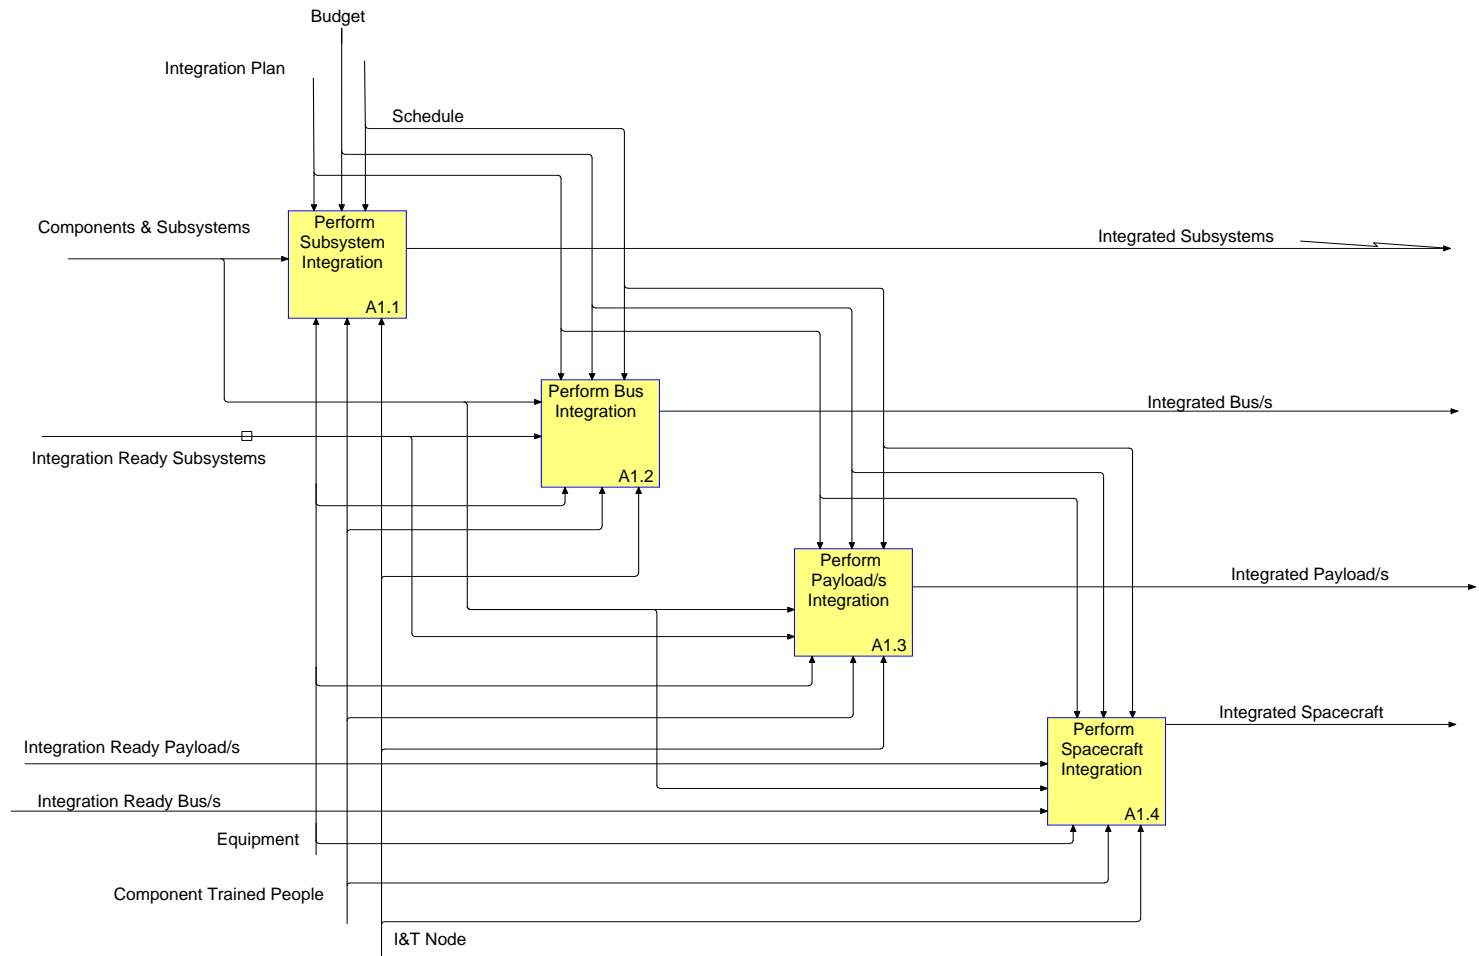 Budget
Integration Plan
Schedule
Components & Subsystems
Perform
Subsystem
Integration
A1.1
Integrated Subsystems
Perform Bus
Integration
A1.2
Integrated Bus/s
Integration Ready Subsystems
Perform
Payload/s
Integration
A1.3
Integrated Payload/s
Integrated Spacecraft
Perform
Spacecraft
Integration
A1.4
Integration Ready Payload/s
Integration Ready Bus/s
Equipment
Component Trained People
I&T Node